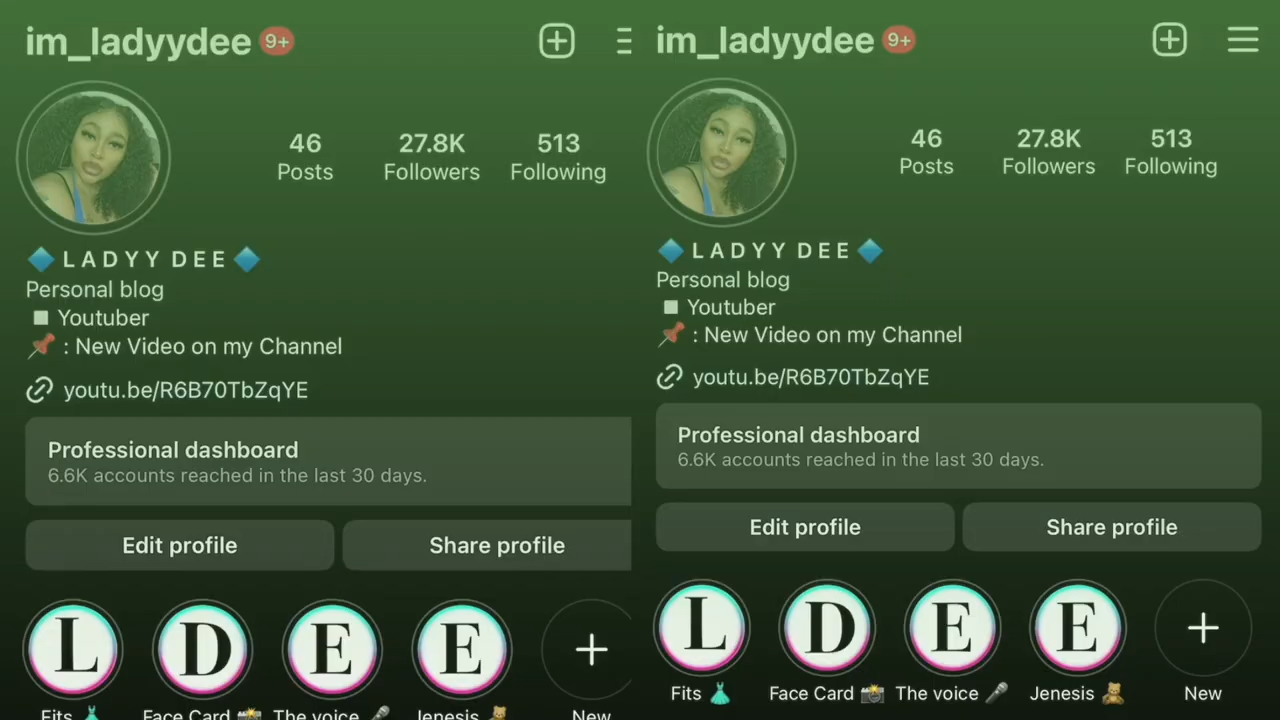 im_ladyydee 9+
46 27.8K 513
Posts Followers Following
🔷 L A D Y Y D E E 🔷
Personal blog
◽ Youtuber
📌 : New Video on my Channel
youtu.be/R6B70TbZqYE
Professional dashboard
6.6K accounts reached in the last 30 days.
Edit profile Share profile
L D E E
Fits 👗 Face Card 📸 The voice 🎤 Jenesis 🧸 New
im_ladyydee 9+
46 27.8K 513
Posts Followers Following
🔷 L A D Y Y D E E 🔷
Personal blog
◽ Youtuber
📌 : New Video on my Channel
youtu.be/R6B70TbZqYE
Professional dashboard
6.6K accounts reached in the last 30 days.
Edit profile Share profile
L D E E
Fits 👗 Face Card 📸 The voice 🎤 Jenesis 🧸 New